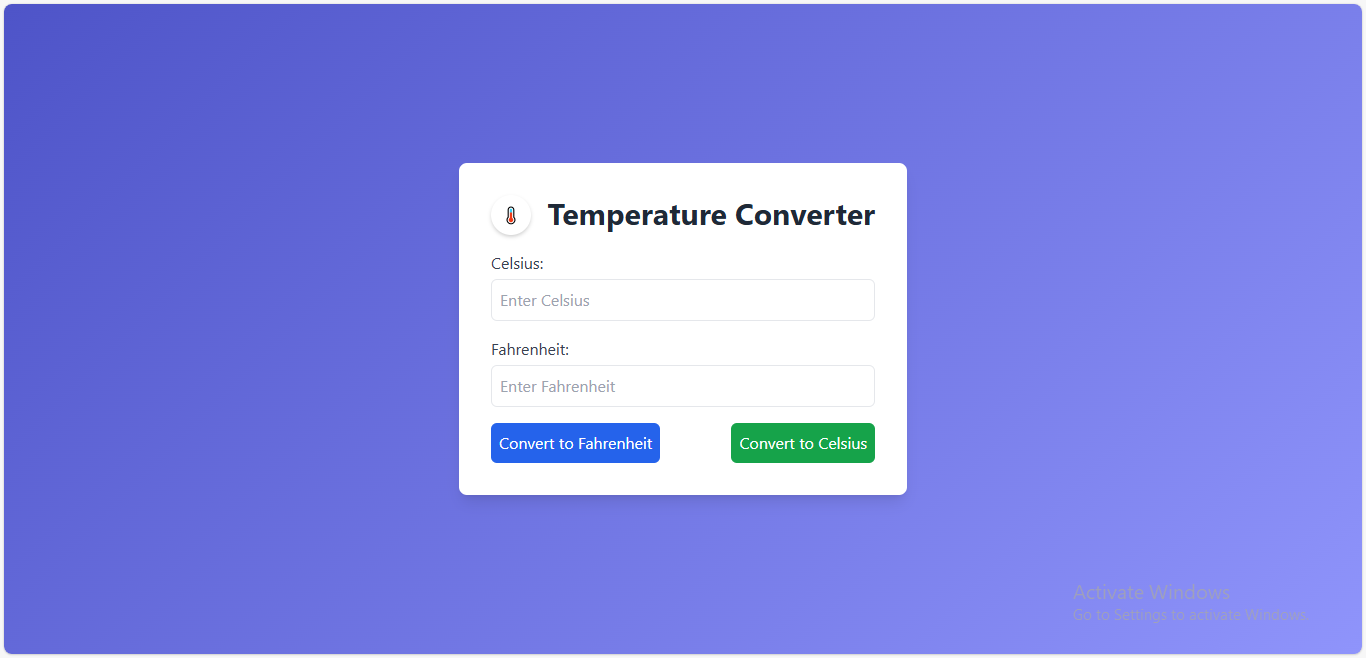 Temperature Converter
Celsius:
Enter Celsius
Fahrenheit:
Enter Fahrenheit
Convert to Fahrenheit Convert to Celsius
Activate Windows
Go to Settings to activate Windows.